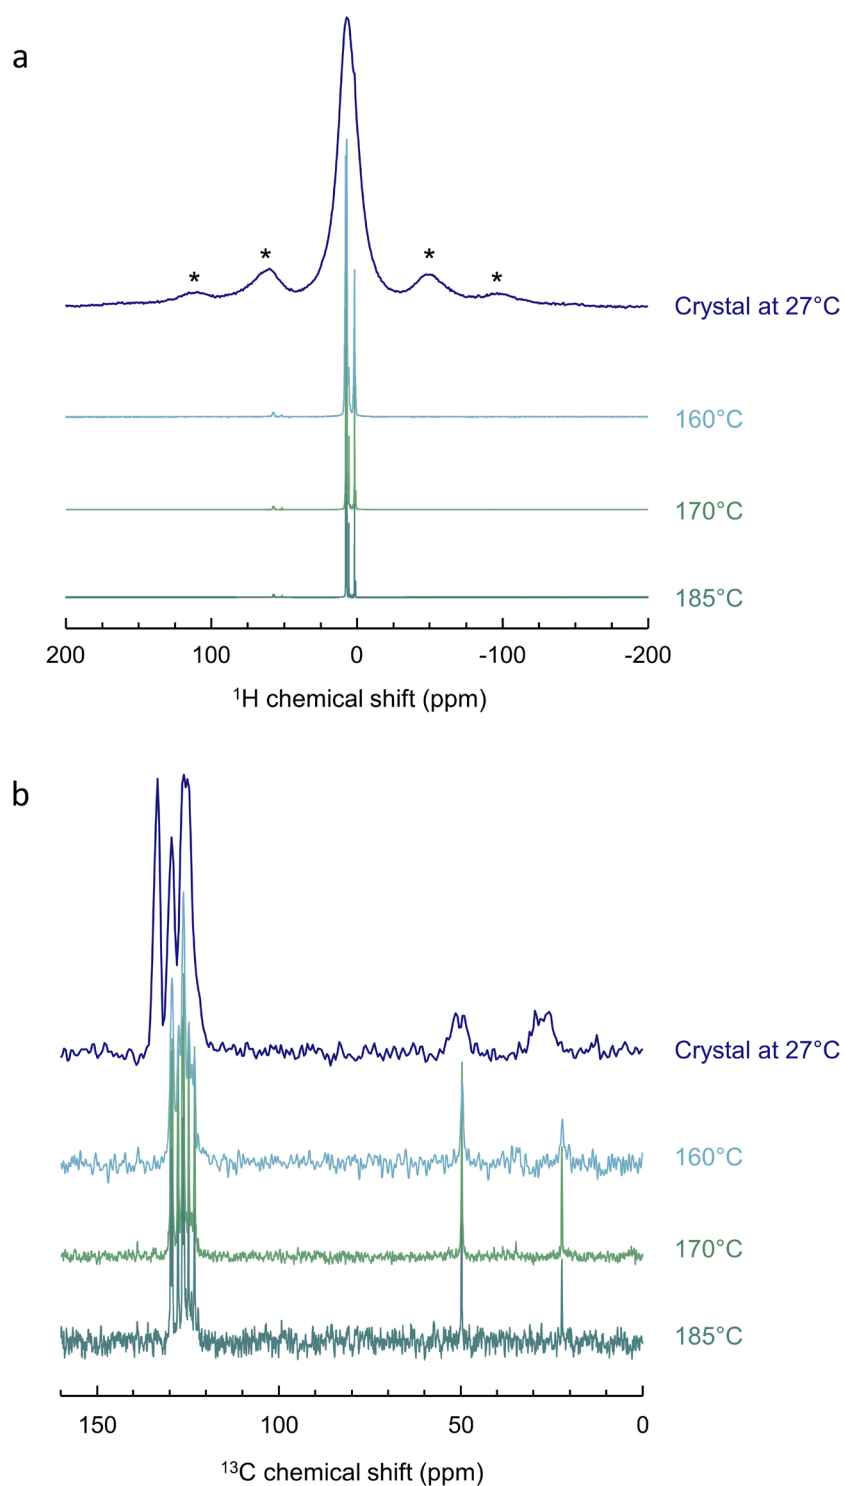 a
* * * *
Crystal at 27°C
160°C
170°C
185°C
200 100 0 -100 -200
¹H chemical shift (ppm)
b
Crystal at 27°C
160°C
170°C
185°C
150 100 50 0
¹³C chemical shift (ppm)